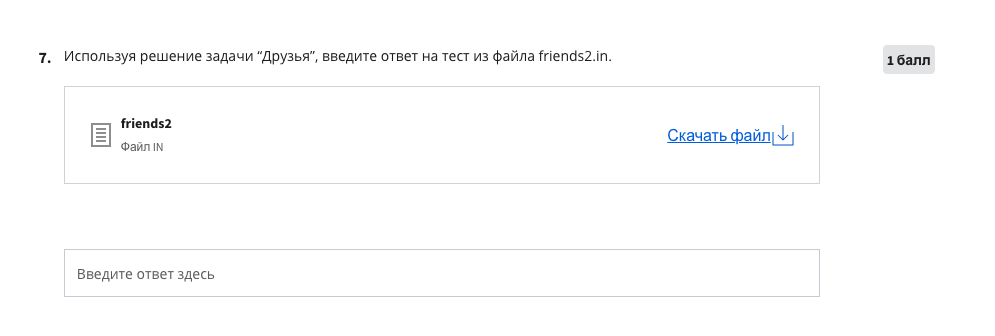 7. Используя решение задачи “Друзья”, введите ответ на тест из файла friends2.in.
1 балл
friends2
Файл IN
Скачать файл
Введите ответ здесь